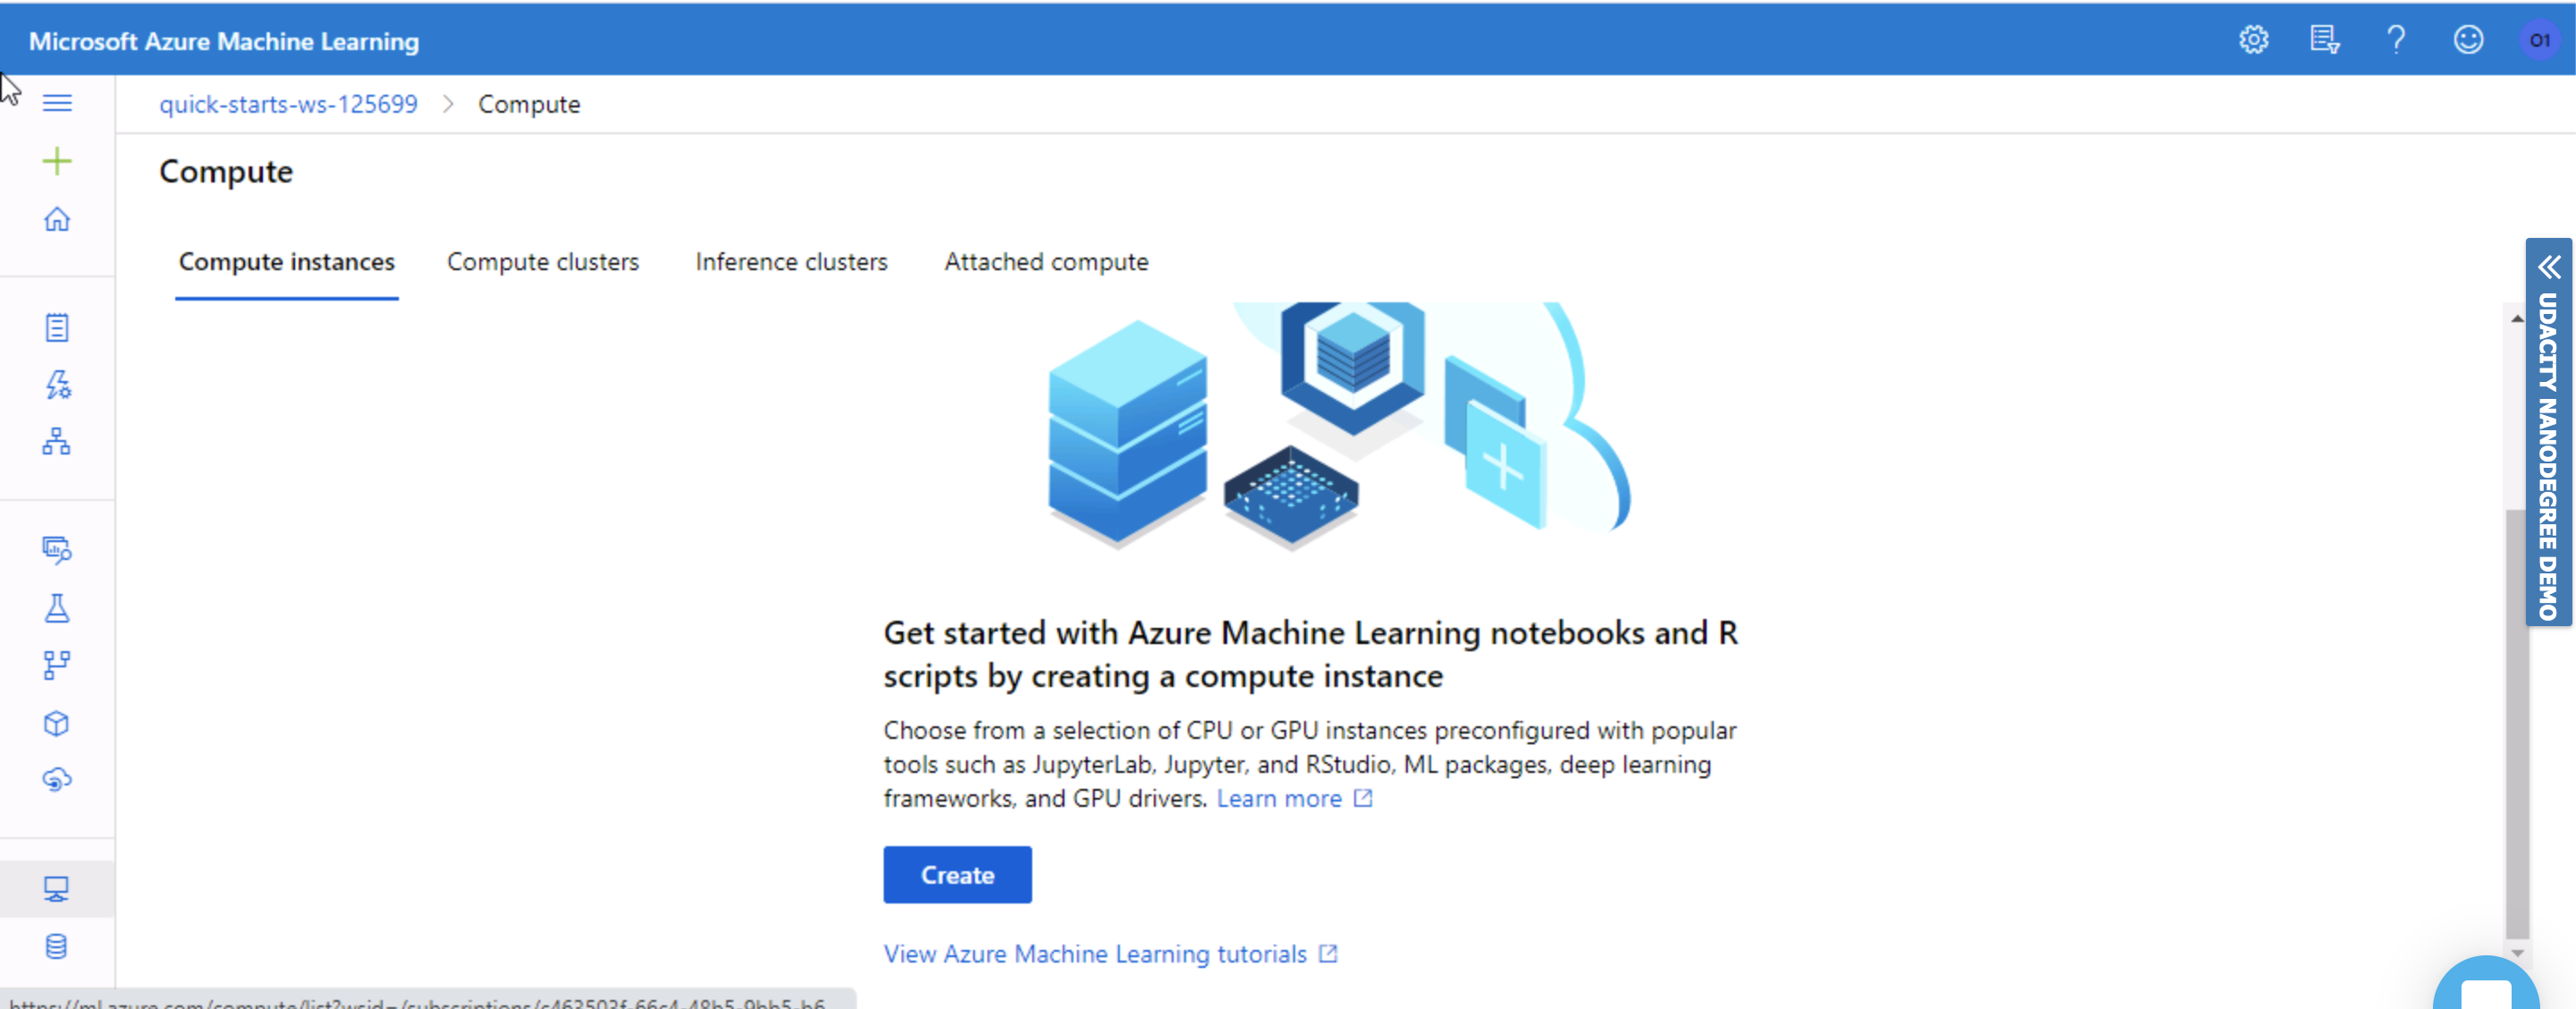 Microsoft Azure Machine Learning
O1
quick-starts-ws-125699 > Compute
Compute
Compute instances Compute clusters Inference clusters Attached compute
UDACITY NANODEGREE DEMO
Get started with Azure Machine Learning notebooks and R
scripts by creating a compute instance
Choose from a selection of CPU or GPU instances preconfigured with popular
tools such as JupyterLab, Jupyter, and RStudio, ML packages, deep learning
frameworks, and GPU drivers. Learn more
Create
View Azure Machine Learning tutorials
https://ml.azure.com/compute/list?wsid=/subscriptions/c463503f-66c4-48b5-9bb5-b6...